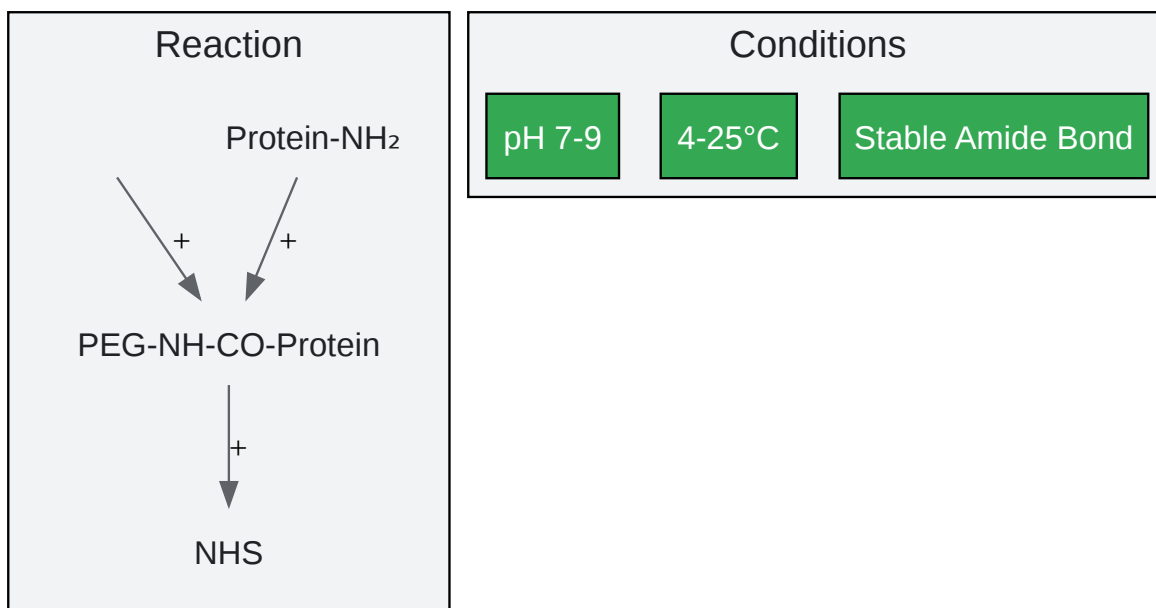 Reaction
Protein-NH₂
+ +
PEG-NH-CO-Protein
+
NHS
Conditions
pH 7-9
4-25°C
Stable Amide Bond